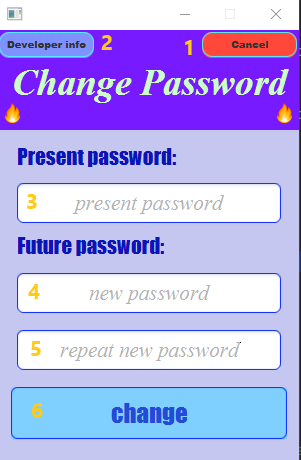 Developer info 2 1 Cancel
Change Password
Present password:
3 present password
Future password:
4 new password
5 repeat new password
6 change